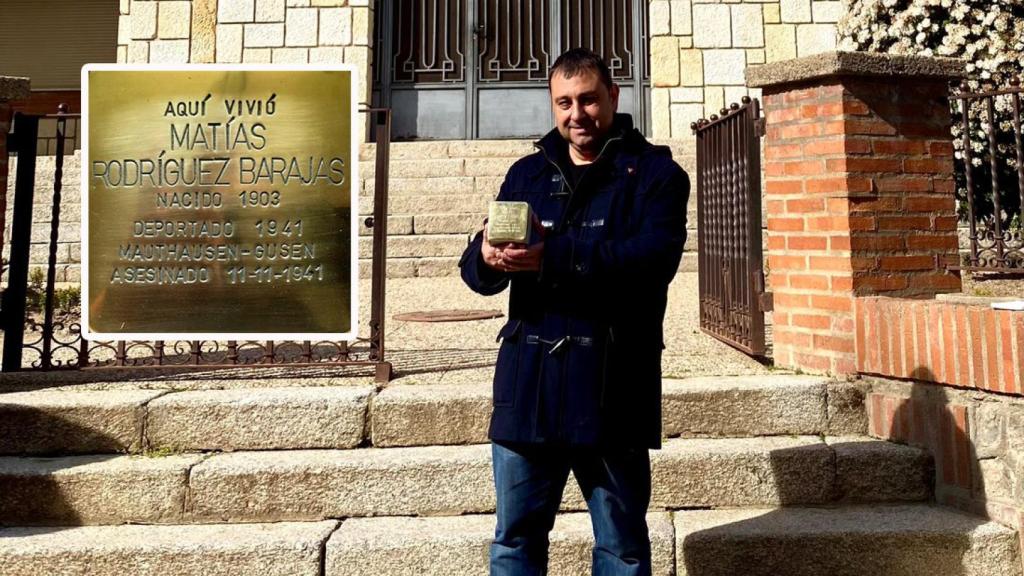 AQUÍ VIVIÓ
MATÍAS
RODRÍGUEZ BARAJAS
NACIDO 1903
DEPORTADO 1941
MAUTHAUSEN-GUSEN
ASESINADO 11-11-1941